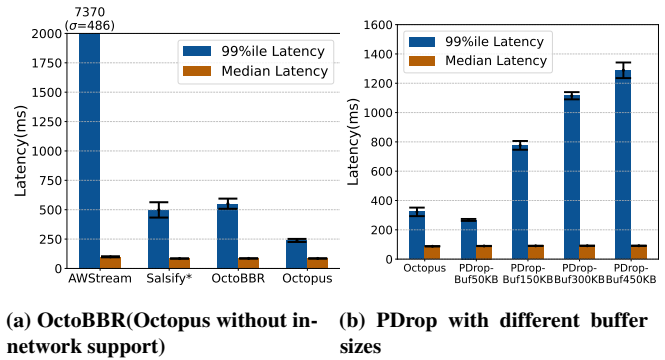 7370
(σ=486)
2000
1750
1500
1250
1000
750
500
250
0
Latency(ms)
99%ile Latency
Median Latency
AWStream
Salsify*
OctoBBR
Octopus
(a) OctoBBR(Octopus without in-
network support)
1600
1400
1200
1000
800
600
400
200
0
Latency(ms)
99%ile Latency
Median Latency
Octopus
PDrop-
Buf50KB
PDrop-
Buf150KB
PDrop-
Buf300KB
PDrop-
Buf450KB
(b) PDrop with different buffer
sizes